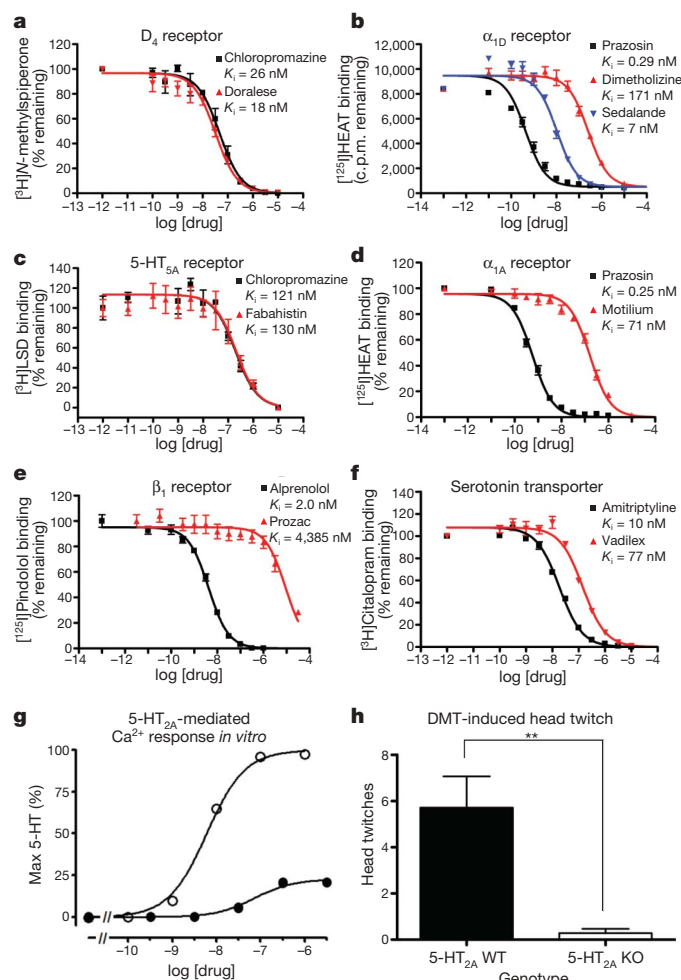 a
D₄ receptor
[³H]N-methylspiperone
(% remaining)
120
100
80
60
40
20
0
Chloropromazine
Kᵢ = 26 nM
Doralese
Kᵢ = 18 nM
−13 −12 −11 −10 −9 −8 −7 −6 −5 −4
log [drug]
b
α₁D receptor
[¹²⁵I]HEAT binding
(c.p.m. remaining)
12,000
10,000
8,000
6,000
4,000
2,000
0
Prazosin
Kᵢ = 0.29 nM
Dimetholizine
Kᵢ = 171 nM
Sedalande
Kᵢ = 7 nM
−14 −12 −10 −8 −6 −4
log [drug]
c
5-HT₅A receptor
[³H]LSD binding
(% remaining)
140
120
100
80
60
40
20
0
Chloropromazine
Kᵢ = 121 nM
Fabahistin
Kᵢ = 130 nM
−13 −12 −11 −10 −9 −8 −7 −6 −5 −4
log [drug]
d
α₁A receptor
[¹²⁵I]HEAT binding
(% remaining)
120
100
80
60
40
20
0
Prazosin
Kᵢ = 0.25 nM
Motilium
Kᵢ = 71 nM
−14 −12 −10 −8 −6 −4
log [drug]
e
β₁ receptor
[¹²⁵I]Pindolol binding
(% remaining)
120
100
80
60
40
20
0
Alprenolol
Kᵢ = 2.0 nM
Prozac
Kᵢ = 4,385 nM
−14 −13 −12 −11 −10 −9 −8 −7 −6 −5 −4
log [drug]
f
Serotonin transporter
[³H]Citalopram binding
(% remaining)
140
120
100
80
60
40
20
0
Amitriptyline
Kᵢ = 10 nM
Vadilex
Kᵢ = 77 nM
−13 −12 −11 −10 −9 −8 −7 −6 −5 −4
log [drug]
g
5-HT₂A-mediated
Ca²⁺ response in vitro
Max 5-HT (%)
100
75
50
25
0
−10 −9 −8 −7 −6
log [drug]
h
DMT-induced head twitch
**
Head twitches
8
6
4
2
0
5-HT₂A WT 5-HT₂A KO
Genotype